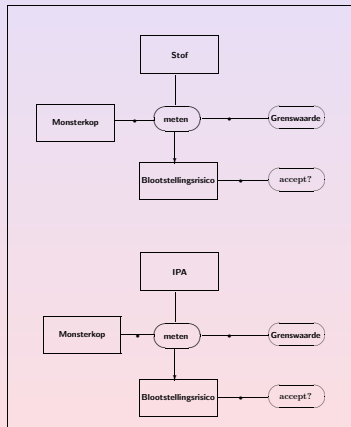 Stof
Monsterkop
meten
Grenswaarde
Blootstellingsrisico
accept?
IPA
Monsterkop
meten
Grenswaarde
Blootstellingsrisico
accept?